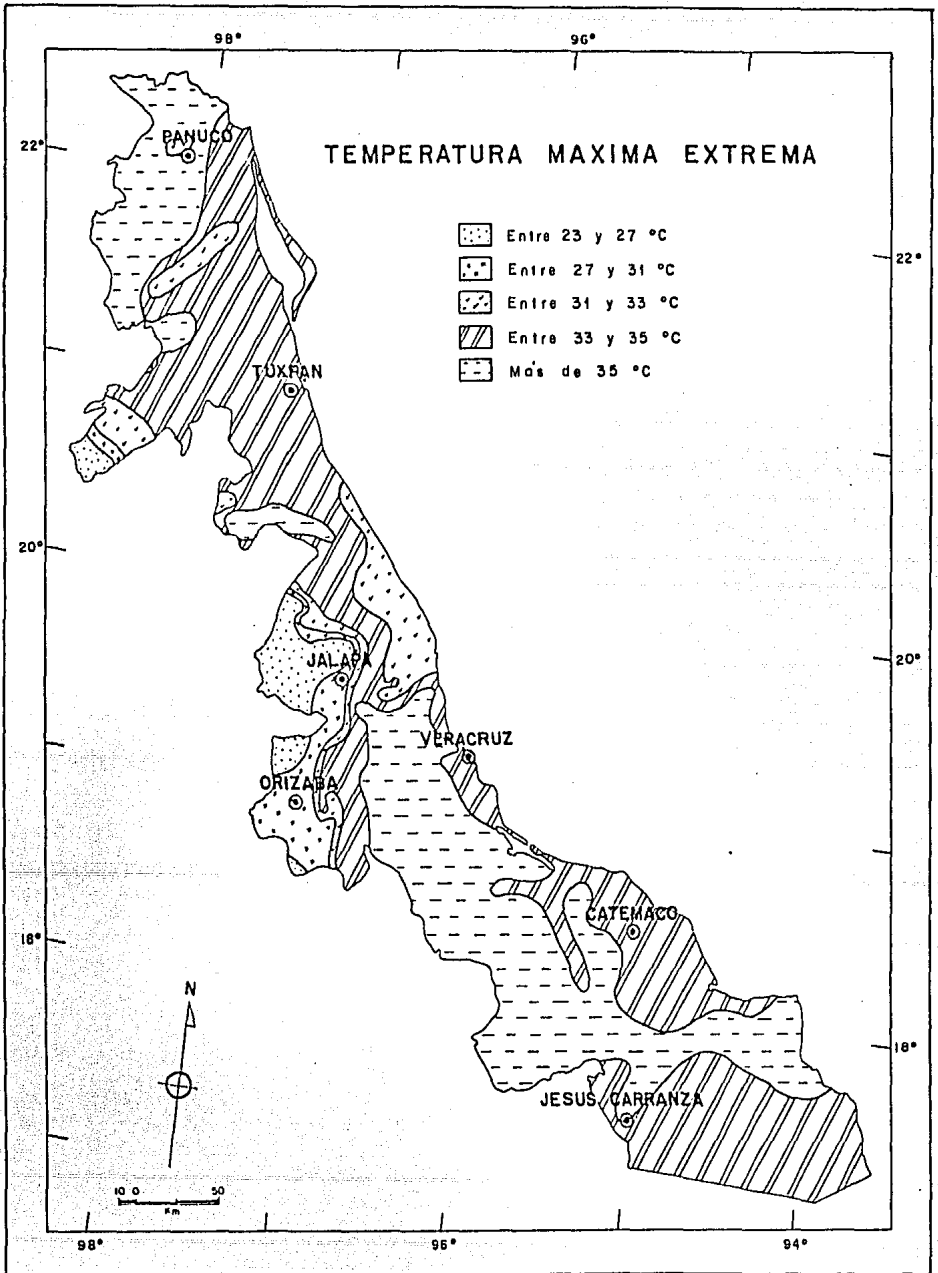 98° 96°
22°
PANUCO
TEMPERATURA MAXIMA EXTREMA
Entre 23 y 27 °C
22°
Entre 27 y 31 °C
Entre 31 y 33 °C
Entre 33 y 35 °C
Más de 35 °C
TUXPAN
20°
JALAPA
20°
VERACRUZ
ORIZABA
CATEMACO
18°
N
18°
JESUS CARRANZA
10 0 50
Km
98° 96° 94°